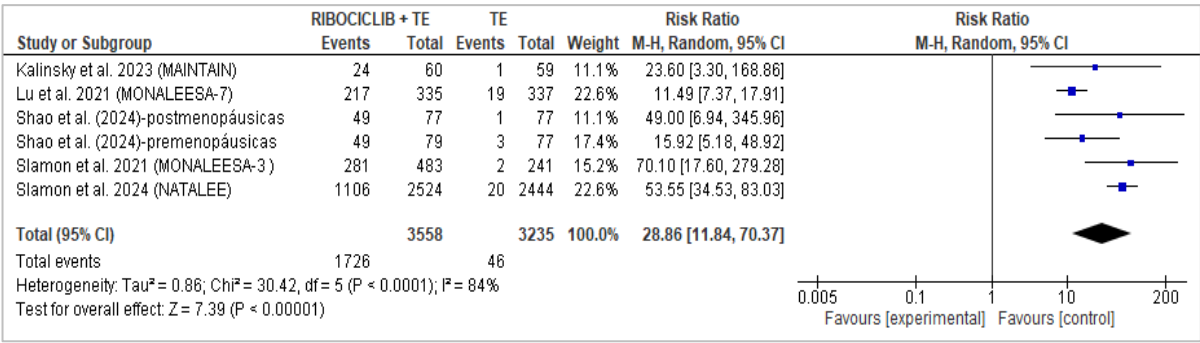 RIBOCICLIB + TE TE Risk Ratio Risk Ratio
Study or Subgroup Events Total Events Total Weight M-H, Random, 95% CI M-H, Random, 95% CI
Kalinsky et al. 2023 (MAINTAIN) 24 60 1 59 11.1% 23.60 [3.30, 168.86]
Lu et al. 2021 (MONALEESA-7) 217 335 19 337 22.6% 11.49 [7.37, 17.91]
Shao et al. (2024)-postmenopáusicas 49 77 1 77 11.1% 49.00 [6.94, 345.96]
Shao et al. (2024)-premenopáusicas 49 79 3 77 17.4% 15.92 [5.18, 48.92]
Slamon et al. 2021 (MONALEESA-3 ) 281 483 2 241 15.2% 70.10 [17.60, 279.28]
Slamon et al. 2024 (NATALEE) 1106 2524 20 2444 22.6% 53.55 [34.53, 83.03]
Total (95% CI) 3558 3235 100.0% 28.86 [11.84, 70.37]
Total events 1726 46
Heterogeneity: Tau² = 0.86; Chi² = 30.42, df = 5 (P < 0.0001); I² = 84%
Test for overall effect: Z = 7.39 (P < 0.00001)
0.005 0.1 1 10 200
Favours [experimental] Favours [control]